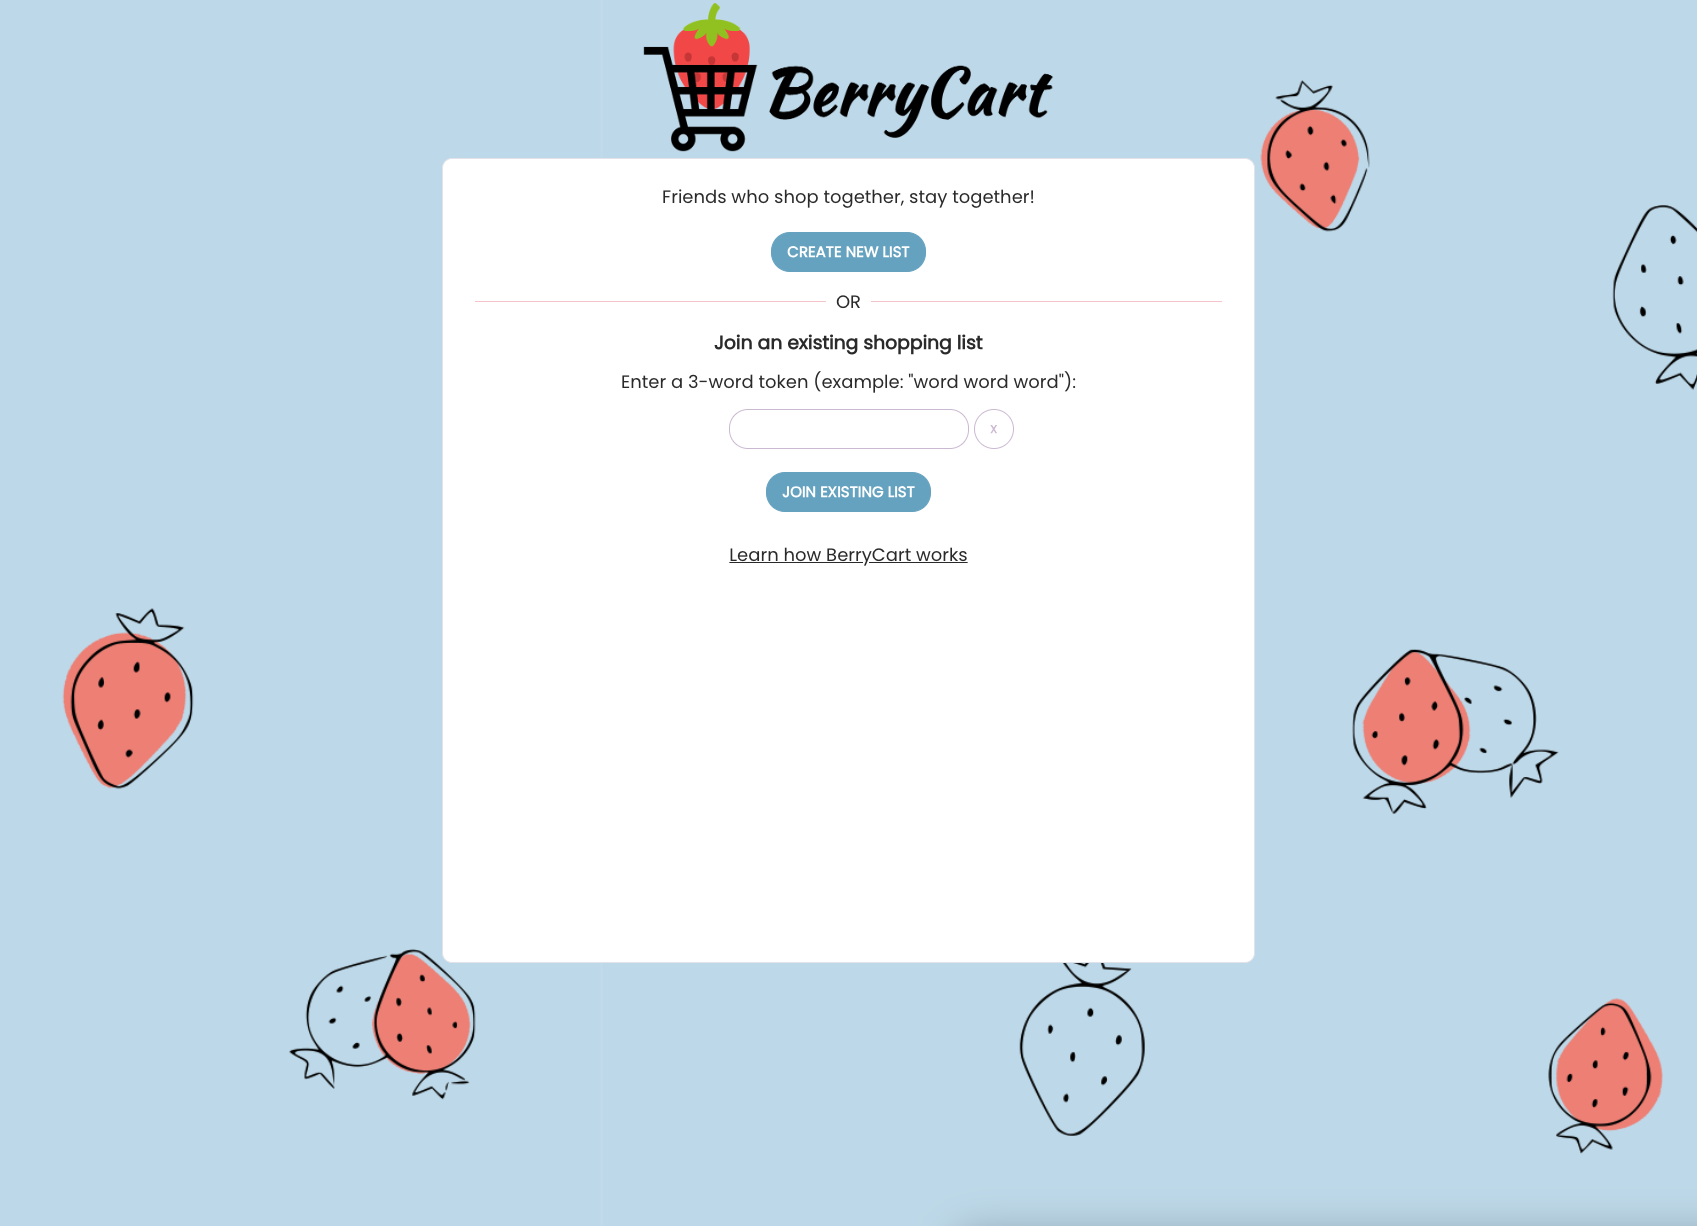 BerryCart
Friends who shop together, stay together!
CREATE NEW LIST
OR
Join an existing shopping list
Enter a 3-word token (example: "word word word"):
x
JOIN EXISTING LIST
Learn how BerryCart works